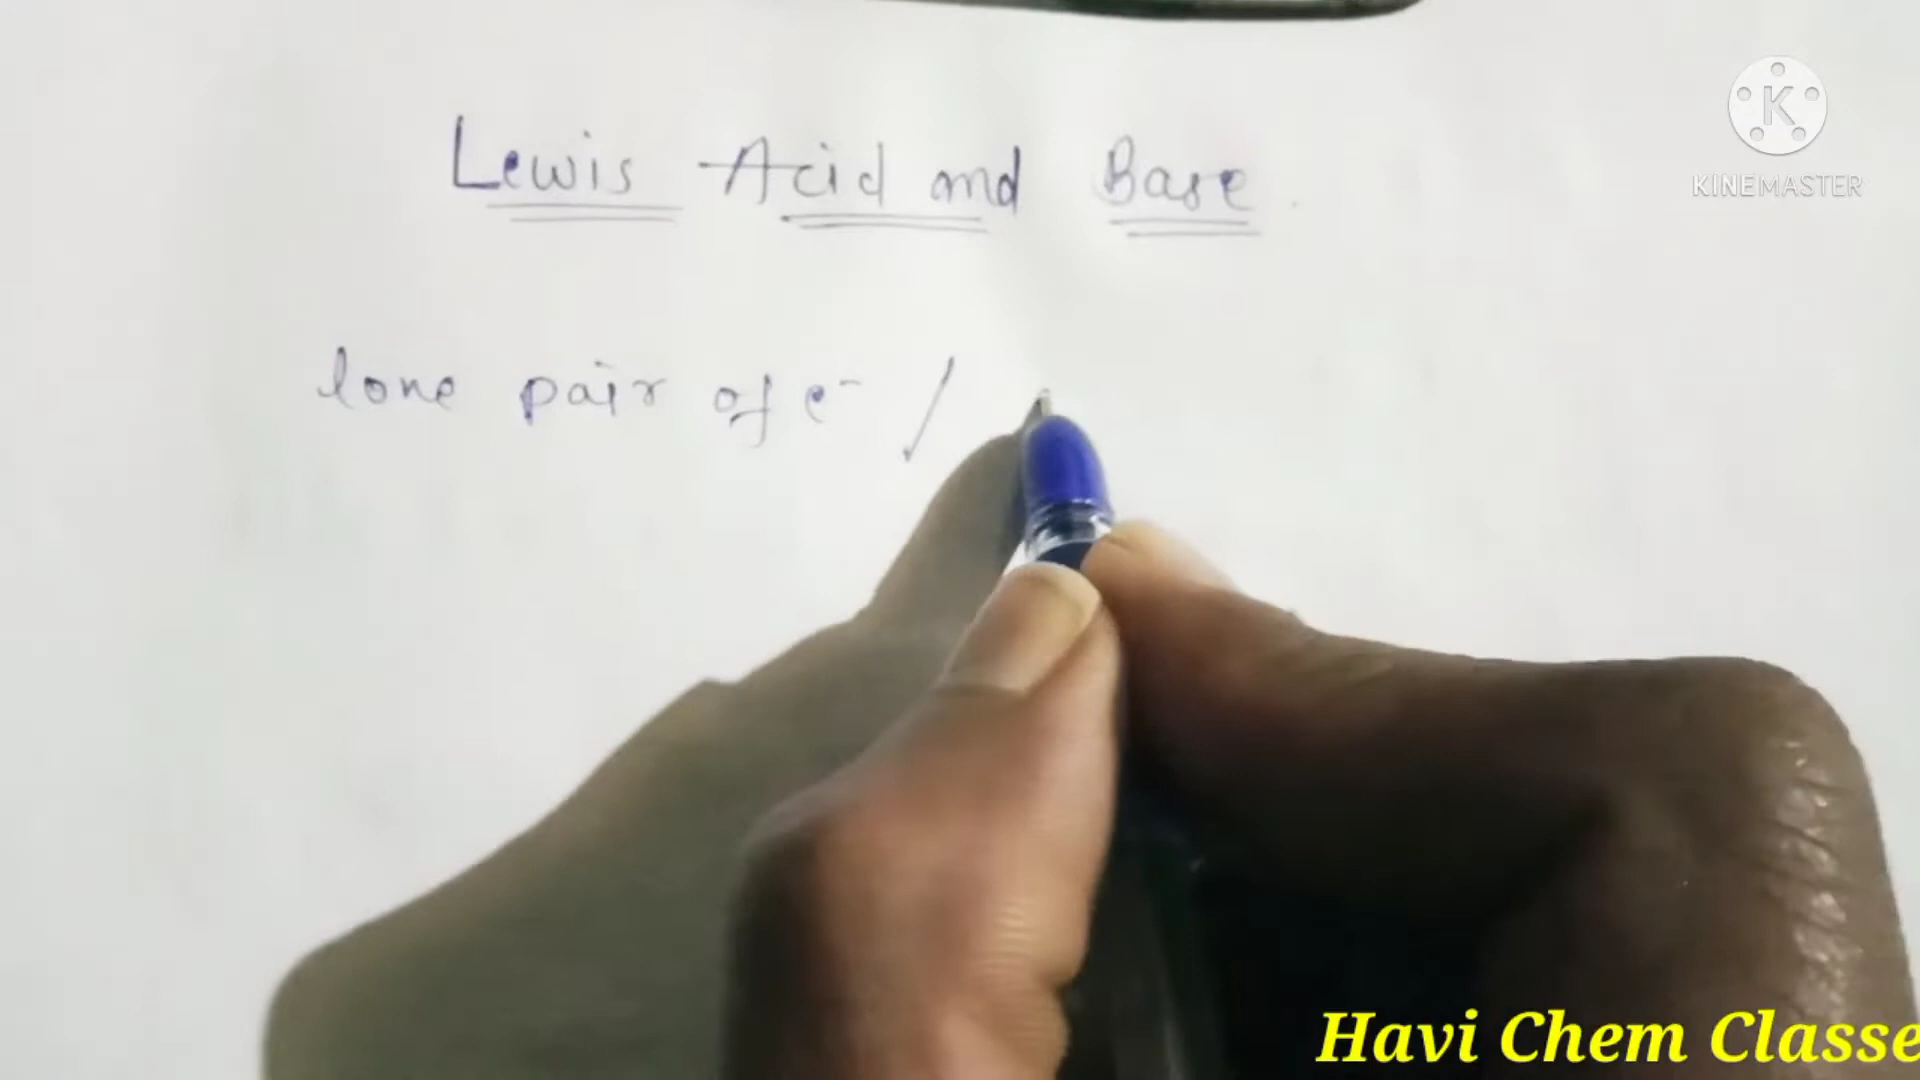 Lewis Acid and Base.
lone pair of e⁻ /
KINEMASTER
Havi Chem Classe